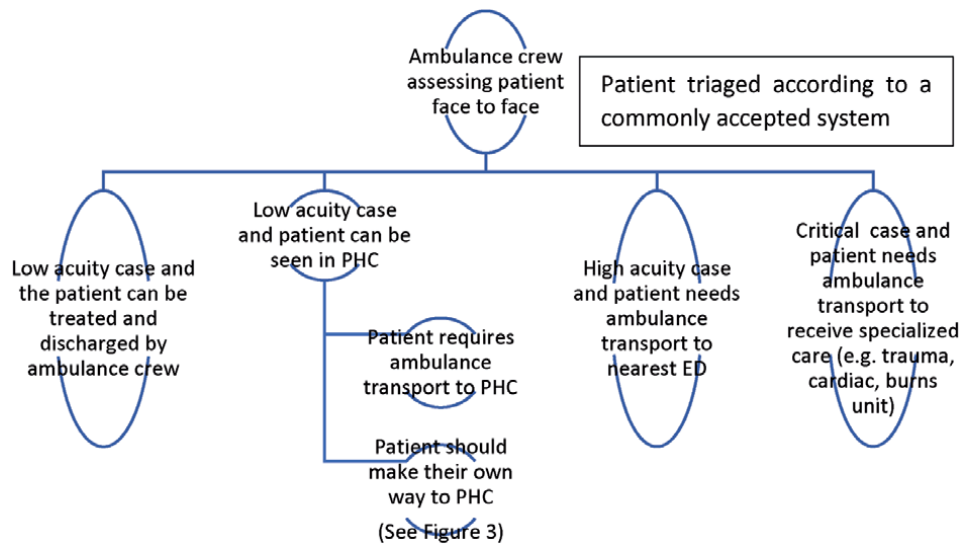 Ambulance crew
assessing patient
face to face
Patient triaged according to a
commonly accepted system
Low acuity case and
the patient can be
treated and
discharged by
ambulance crew
Low acuity case
and patient can be
seen in PHC
Patient requires
ambulance
transport to PHC
Patient should
make their own
way to PHC
(See Figure 3)
High acuity case
and patient needs
ambulance
transport to
nearest ED
Critical case and
patient needs
ambulance
transport to
receive specialized
care (e.g. trauma,
cardiac, burns
unit)